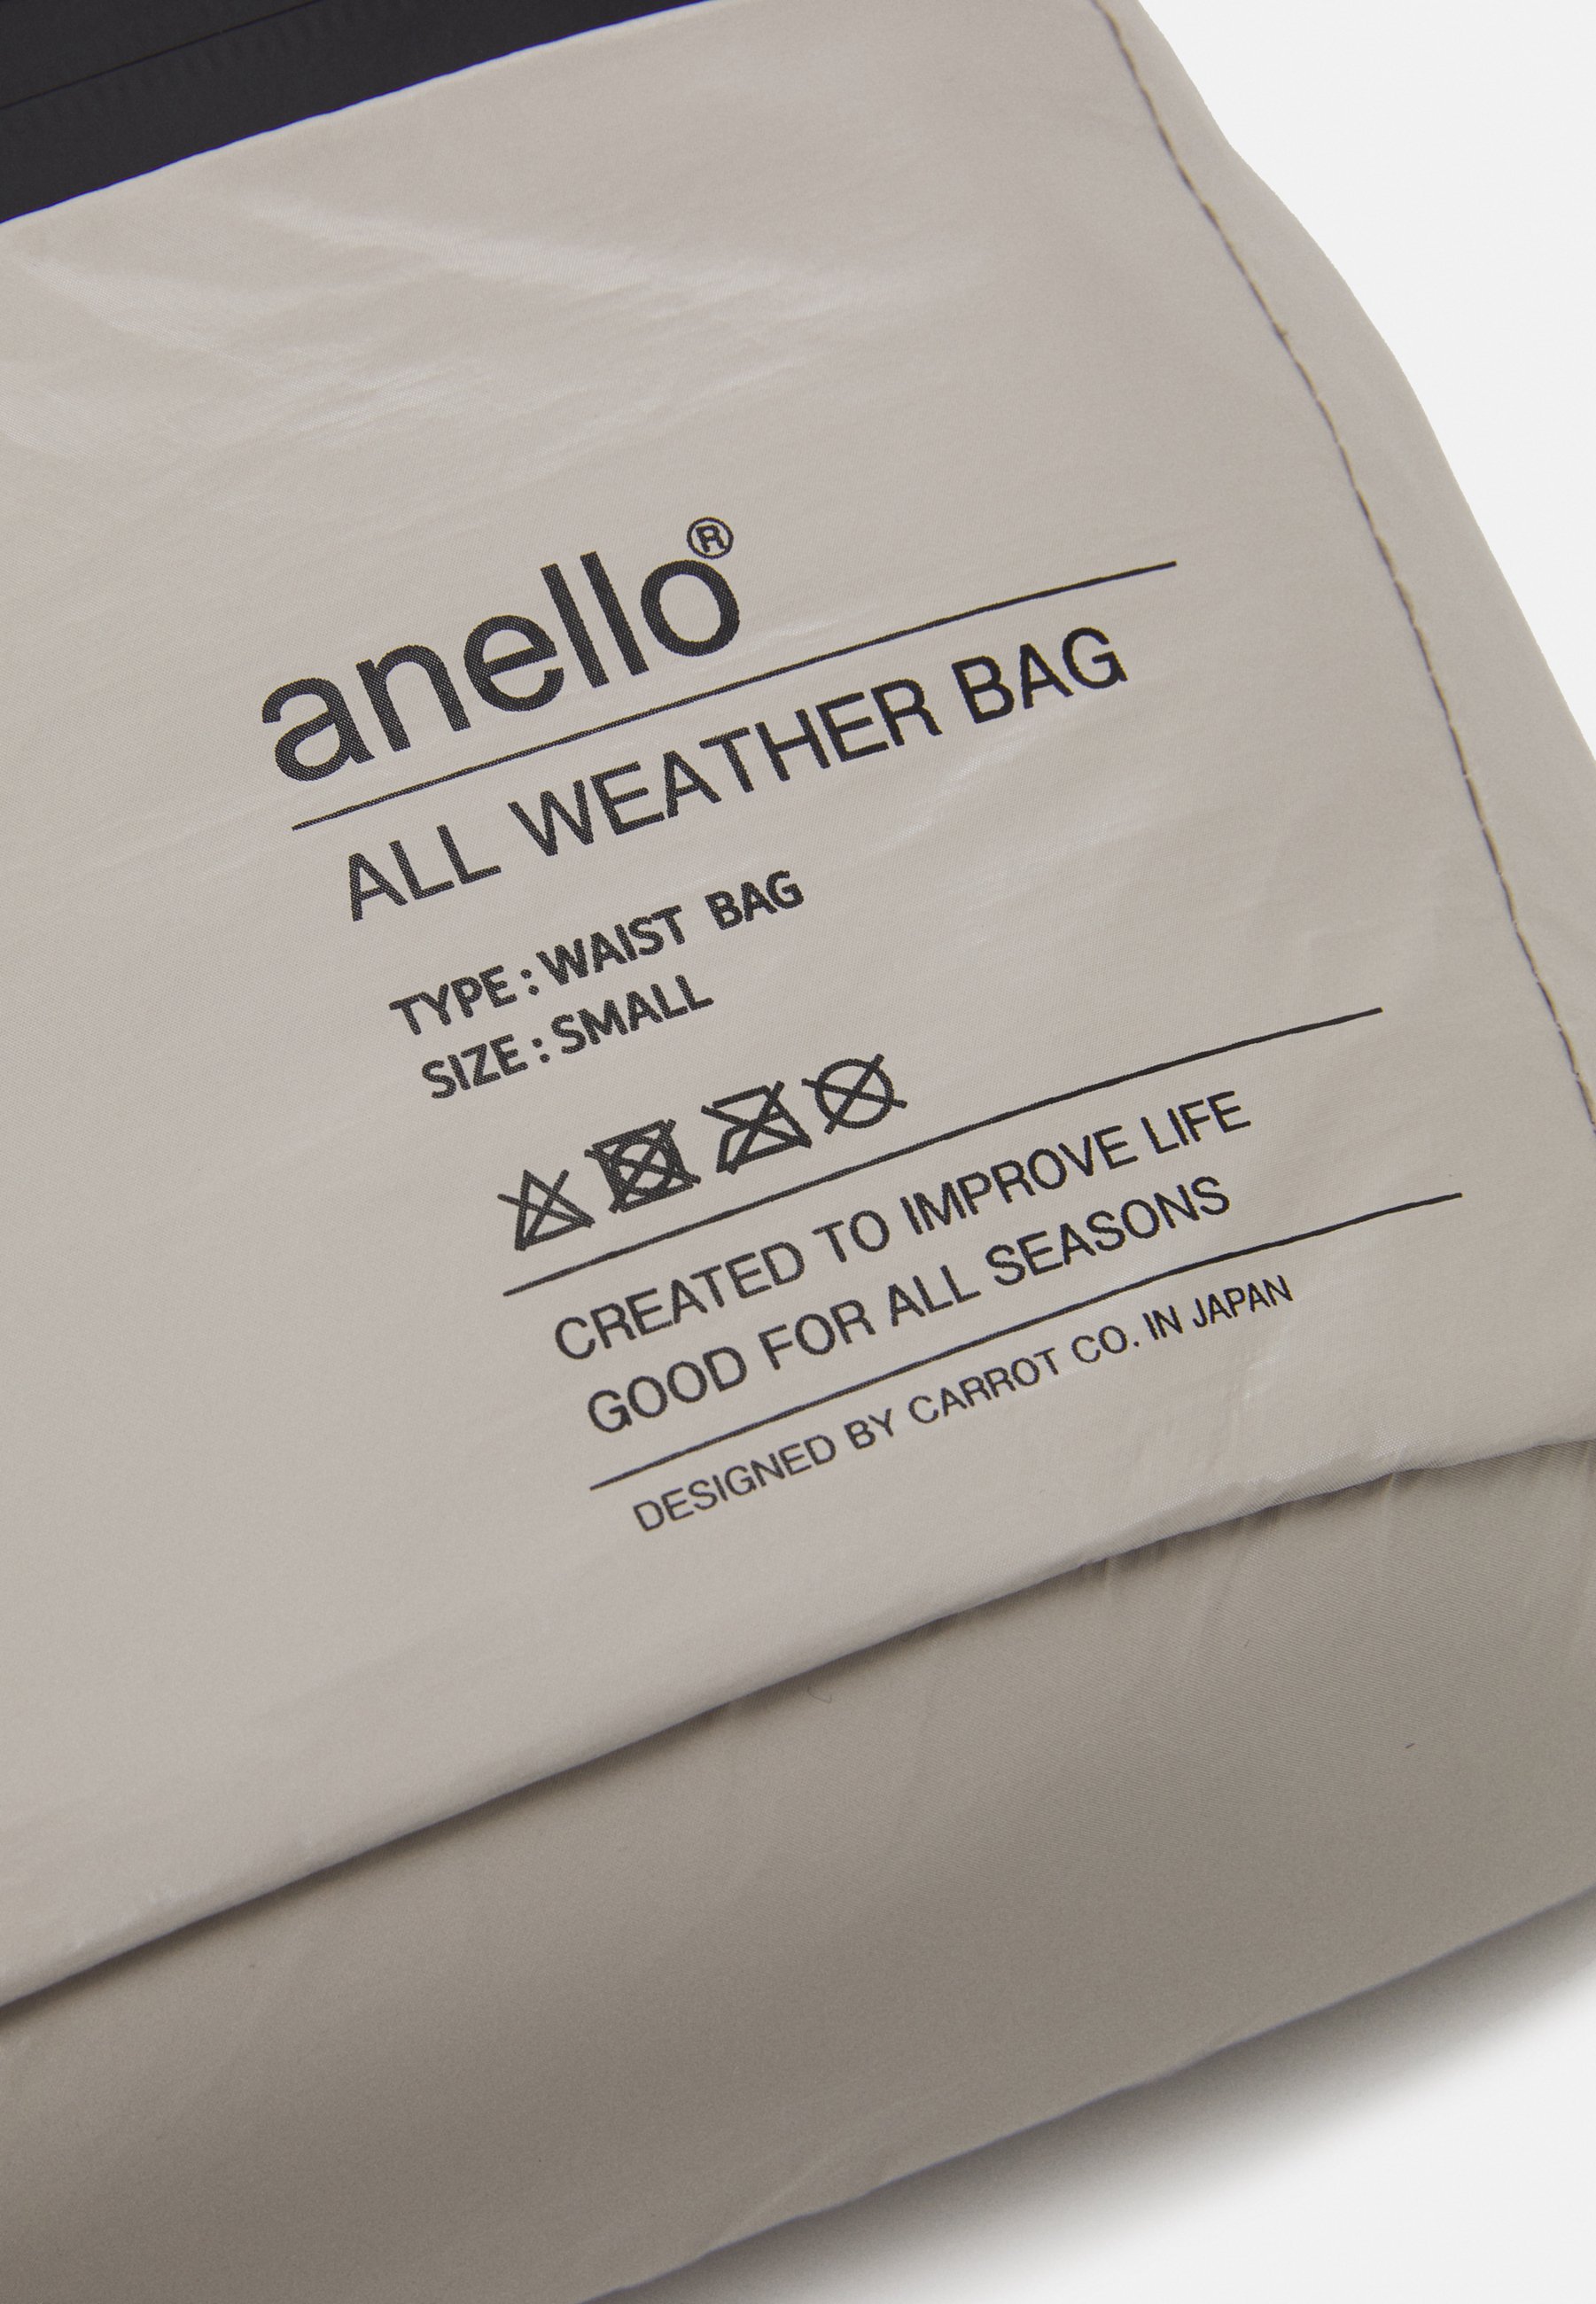 anello®
ALL WEATHER BAG
TYPE : WAIST BAG
SIZE : SMALL
CREATED TO IMPROVE LIFE
GOOD FOR ALL SEASONS
DESIGNED BY CARROT CO. IN JAPAN